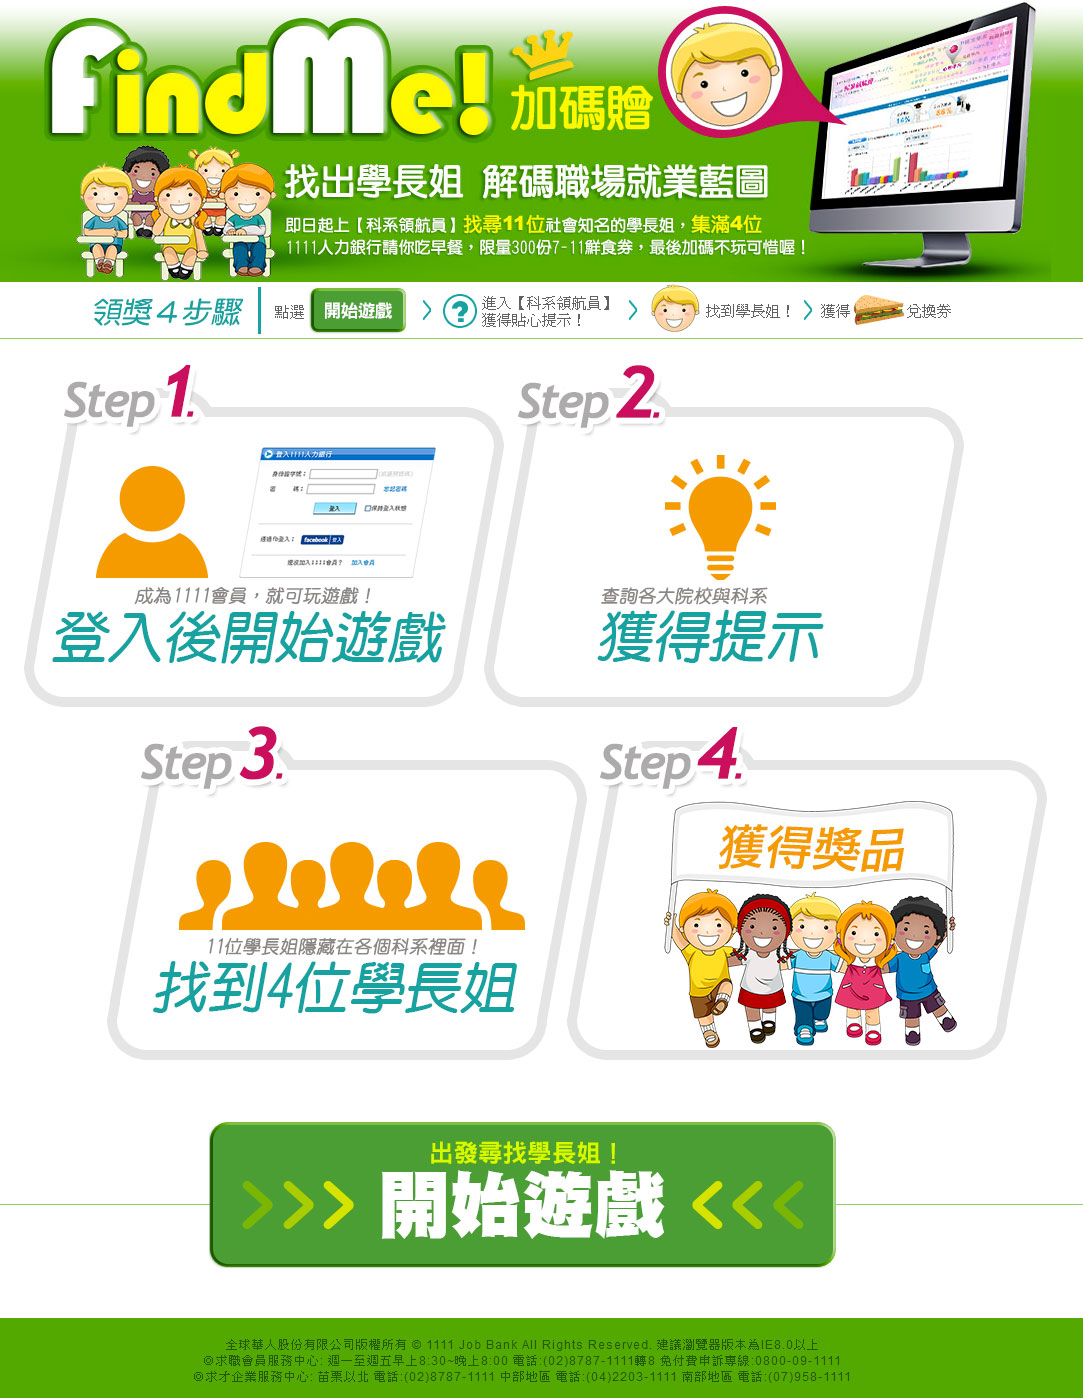 FindMe!
加碼贈
14% 86%
找出學長姐 解碼職場就業藍圖
即日起上【科系領航員】找尋11位社會知名的學長姐,集滿4位
1111人力銀行請你吃早餐,限量300份7-11鮮食券,最後加碼不玩可惜喔!
領獎4步驟
點選 開始遊戲
進入【科系領航員】
獲得貼心提示!
找到學長姐!
獲得 兌換券
Step 1.
登入1111人力銀行
身份證字號:
密 碼: 忘記密碼
登入 保持登入狀態
facebook 登入
還沒加入1111會員? 加入會員
成為1111會員,就可玩遊戲!
登入後開始遊戲
Step 2.
查詢各大院校與科系
獲得提示
Step 3.
11位學長姐隱藏在各個科系裡面!
找到4位學長姐
Step 4.
獲得獎品
出發尋找學長姐!
開始遊戲
全球華人股份有限公司版權所有 © 1111 Job Bank All Rights Reserved. 建議瀏覽器版本為IE8.0以上
◎求職會員服務中心: 週一至週五早上8:30~晚上8:00 電話:(02)8787-1111轉8 免付費申訴專線:0800-09-1111
◎求才企業服務中心: 苗栗以北 電話:(02)8787-1111 中部地區 電話:(04)2203-1111 南部地區 電話:(07)958-1111